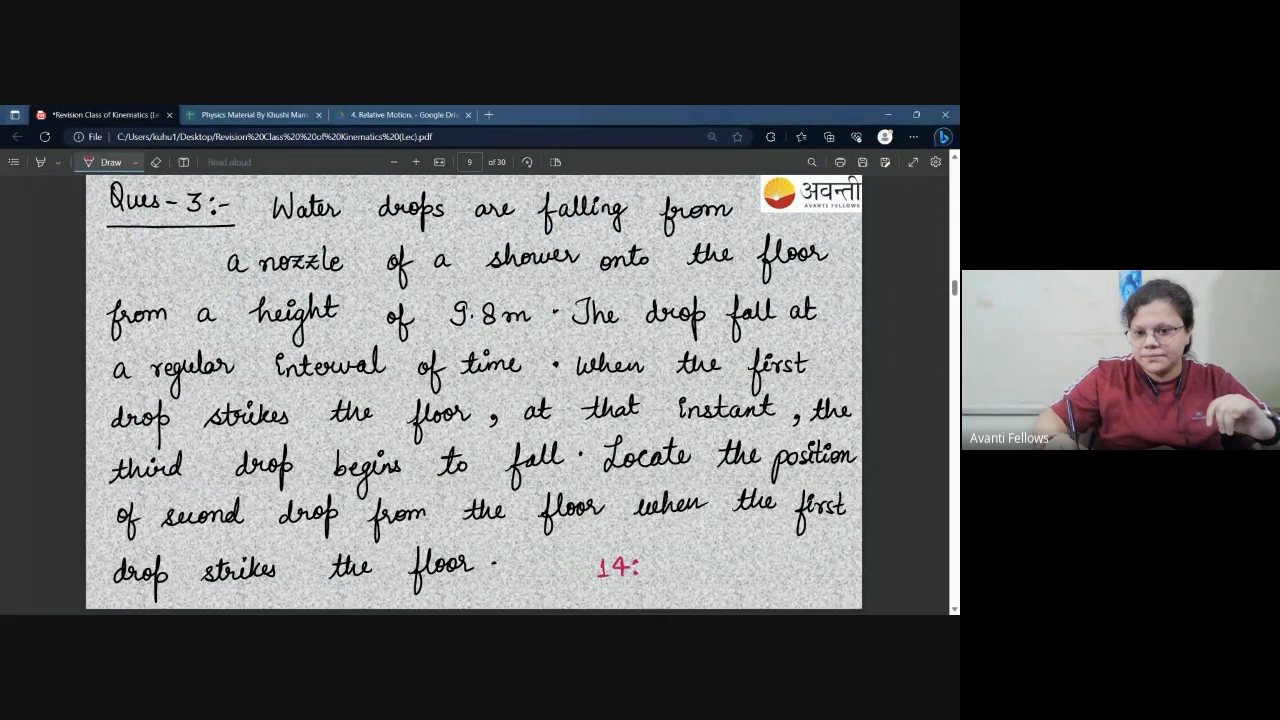 *Revision Class of Kinematics (Le
Physics Material By Khushi Mam
4. Relative Motion. - Google Dri
File
C:/Users/kuhu1/Desktop/Revision%20Class%20%20of%20Kinematics%20(Lec).pdf
Draw
Read aloud
9
of 30
अवन्ती
AVANTI FELLOWS
Ques-3:- Water drops are falling from
a nozzle of a shower onto the floor
from a height of 9.8m. The drop fall at
a regular interval of time. When the first
drop strikes the floor, at that instant, the
third drop begins to fall. Locate the position
of second drop from the floor when the first
drop strikes the floor.
14:
Avanti Fellows